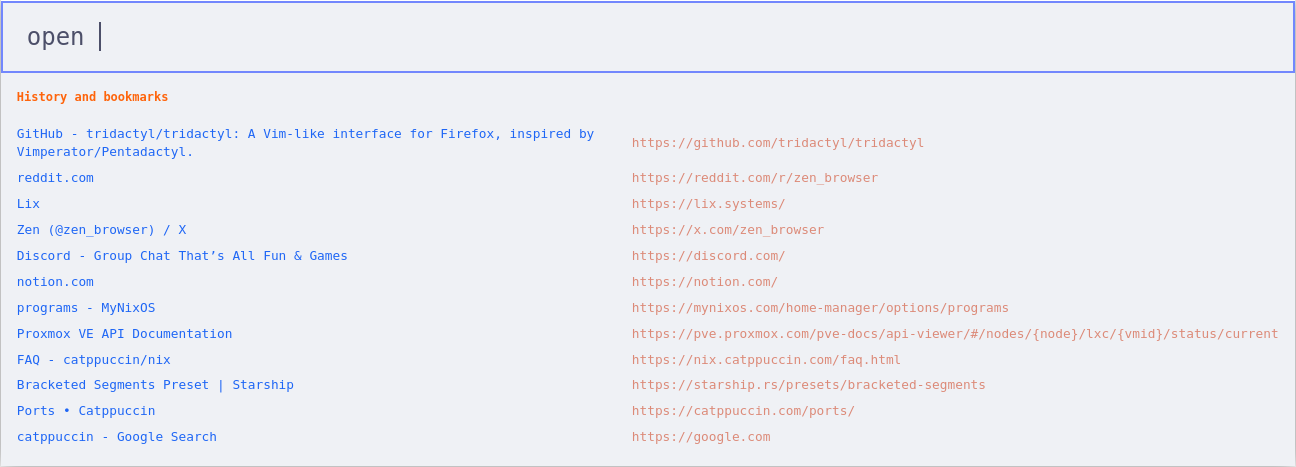 open
History and bookmarks
GitHub - tridactyl/tridactyl: A Vim-like interface for Firefox, inspired by
Vimperator/Pentadactyl.
https://github.com/tridactyl/tridactyl
reddit.com https://reddit.com/r/zen_browser
Lix https://lix.systems/
Zen (@zen_browser) / X https://x.com/zen_browser
Discord - Group Chat That’s All Fun & Games https://discord.com/
notion.com https://notion.com/
programs - MyNixOS https://mynixos.com/home-manager/options/programs
Proxmox VE API Documentation https://pve.proxmox.com/pve-docs/api-viewer/#/nodes/{node}/lxc/{vmid}/status/current
FAQ - catppuccin/nix https://nix.catppuccin.com/faq.html
Bracketed Segments Preset | Starship https://starship.rs/presets/bracketed-segments
Ports • Catppuccin https://catppuccin.com/ports/
catppuccin - Google Search https://google.com